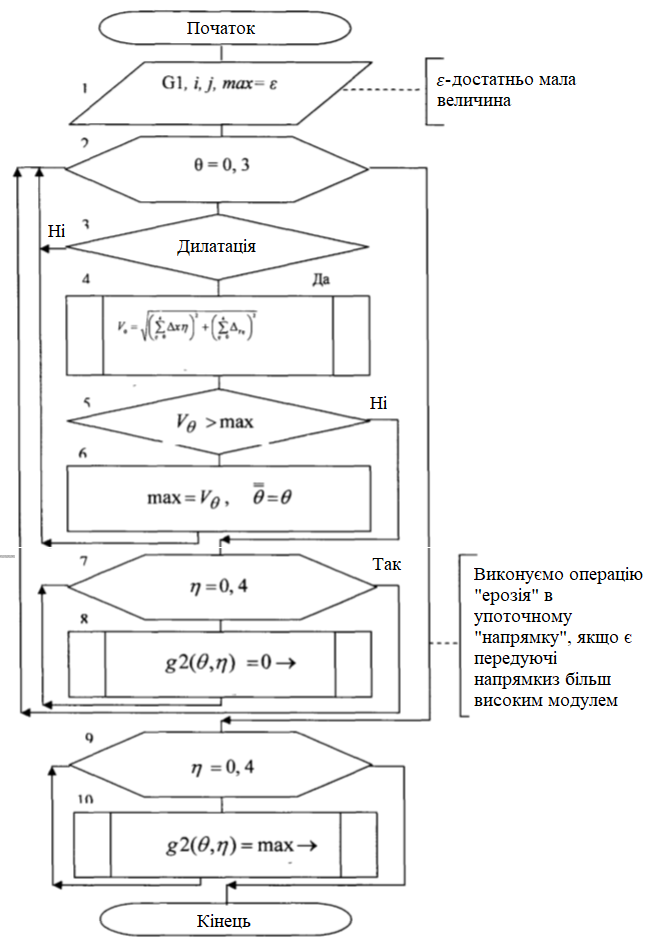 Початок
1
G1, i, j, max= ε
ε-достатньо мала
величина
2
θ = 0, 3
Ні
3
Дилатація
4
Да
5
Ні
V_θ > max
6
max = V_θ ,   θ̿ = θ
7
Так
η = 0, 4
8
g2(θ,η) =0→
Виконуємо операцію
"ерозія" в
употочному
"напрямку", якщо є
передуючі
напрямкиз більш
високим модулем
9
η = 0, 4
10
g2(θ,η) = max→
Кінець